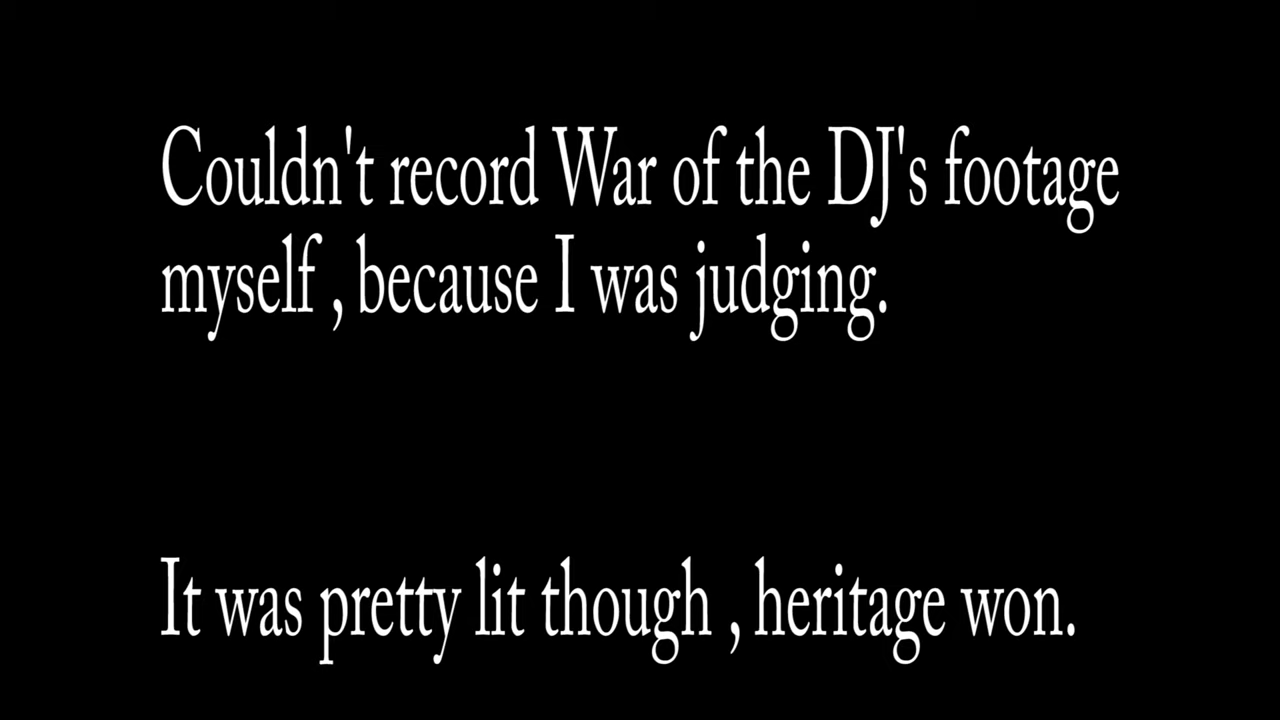 Couldn't record War of the DJ's footage
myself , because I was judging.
It was pretty lit though , heritage won.